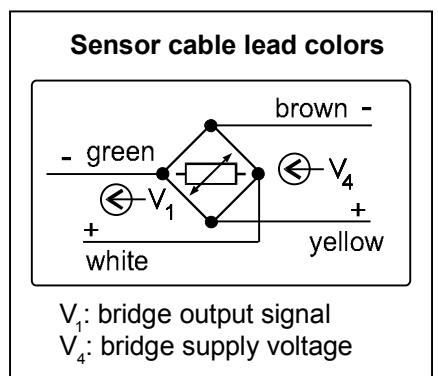 Sensor cable lead colors
brown -
- green
V4
V1
+
+
white
yellow
V1: bridge output signal
V4: bridge supply voltage